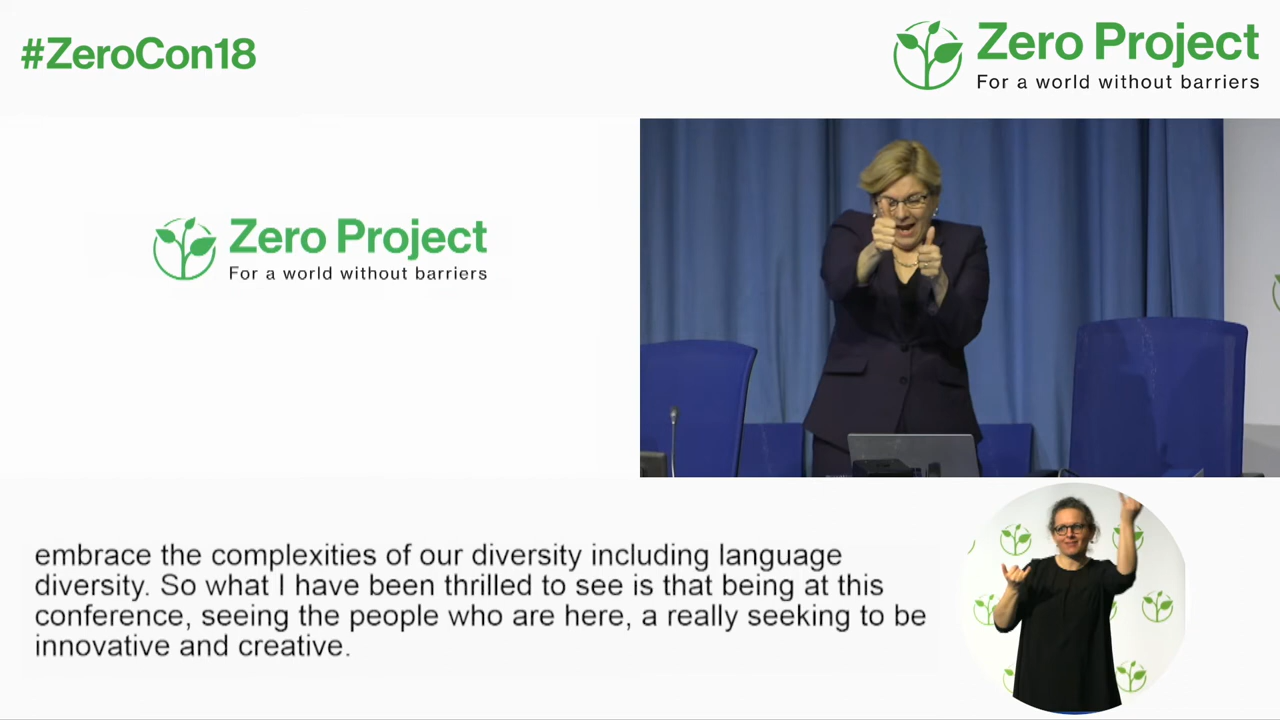 #ZeroCon18
Zero Project
For a world without barriers
Zero Project
For a world without barriers
embrace the complexities of our diversity including language
diversity. So what I have been thrilled to see is that being at this
conference, seeing the people who are here, a really seeking to be
innovative and creative.